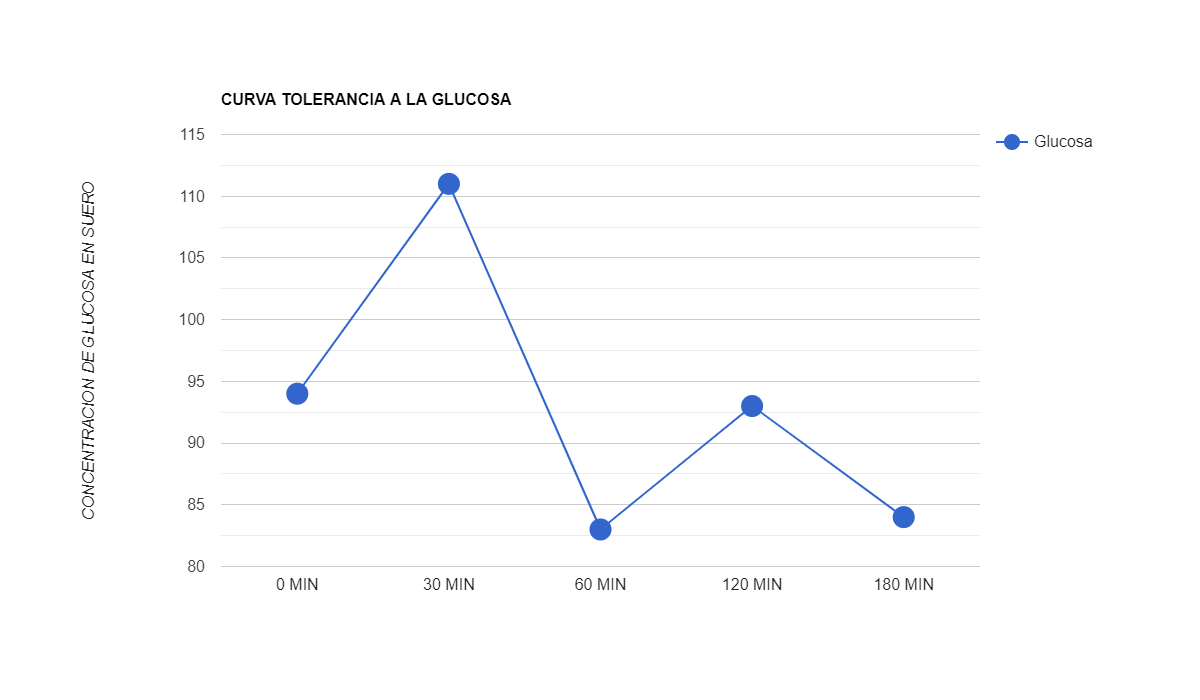 CURVA TOLERANCIA A LA GLUCOSA
Glucosa
CONCENTRACION DE GLUCOSA EN SUERO
115
110
105
100
95
90
85
80
0 MIN
30 MIN
60 MIN
120 MIN
180 MIN